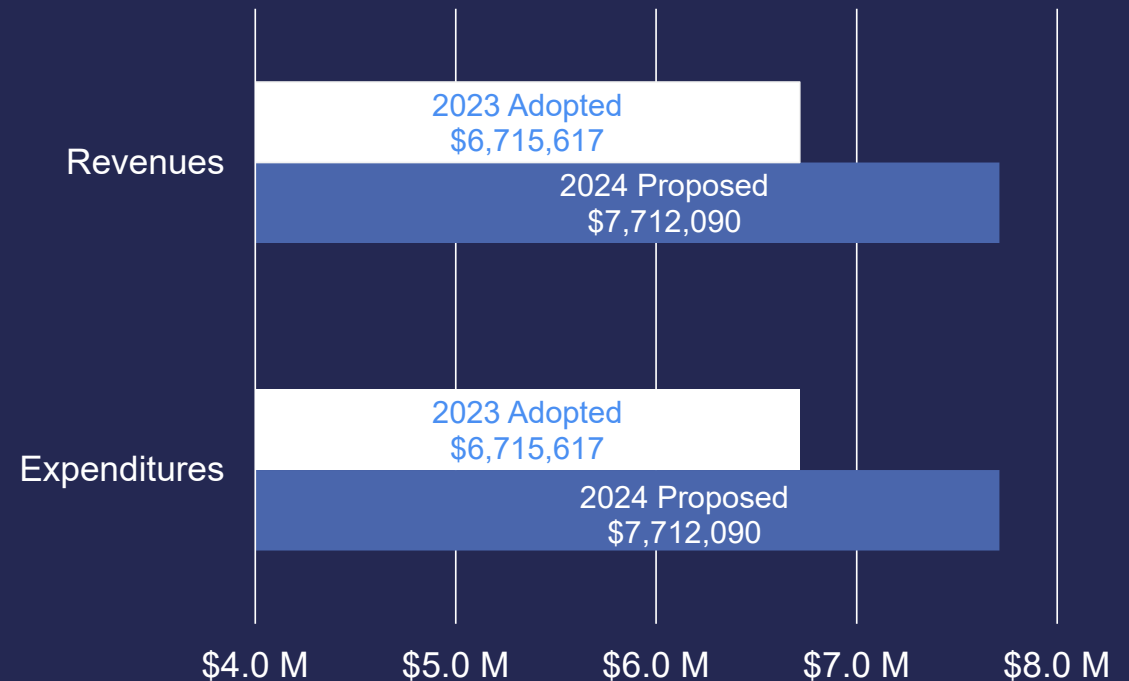 Revenues
2023 Adopted
$6,715,617
2024 Proposed
$7,712,090
Expenditures
2023 Adopted
$6,715,617
2024 Proposed
$7,712,090
$4.0 M $5.0 M $6.0 M $7.0 M $8.0 M